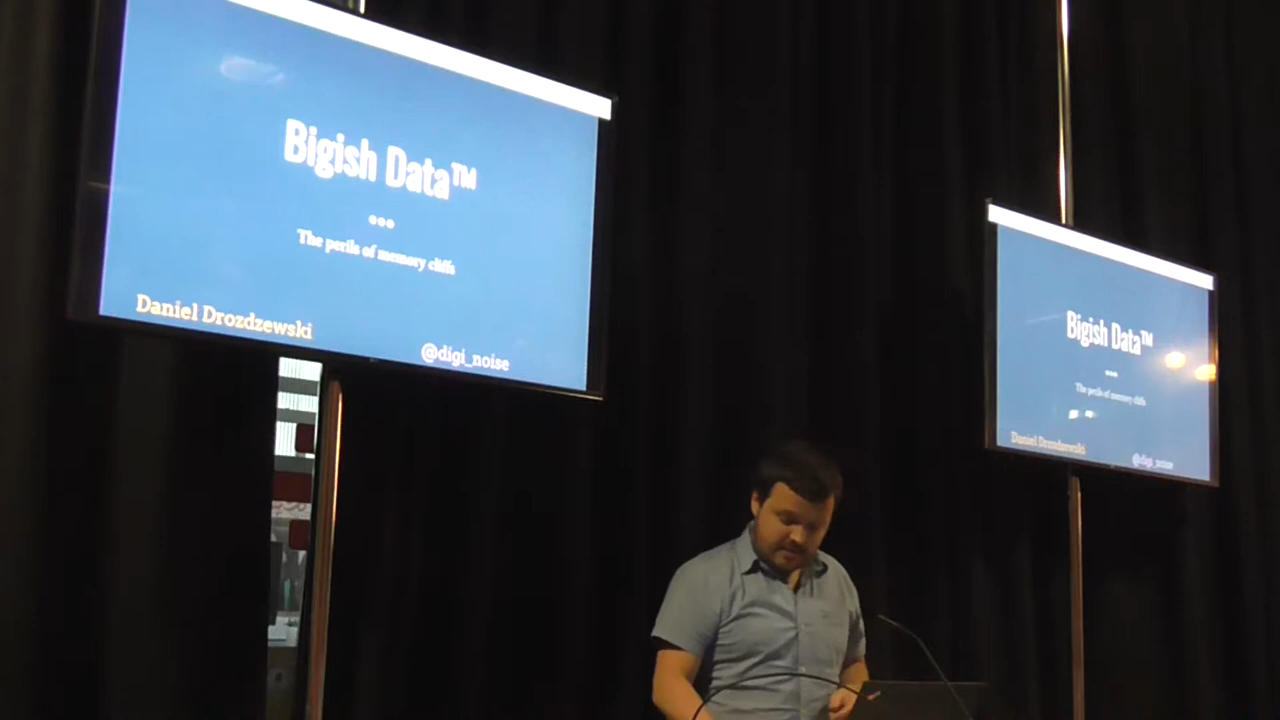 Bigish Data™
The perils of memory cliffs
Daniel Drozdzewski
@digi_noise
Bigish Data™
The perils of memory cliffs
Daniel Drozdzewski
@digi_noise